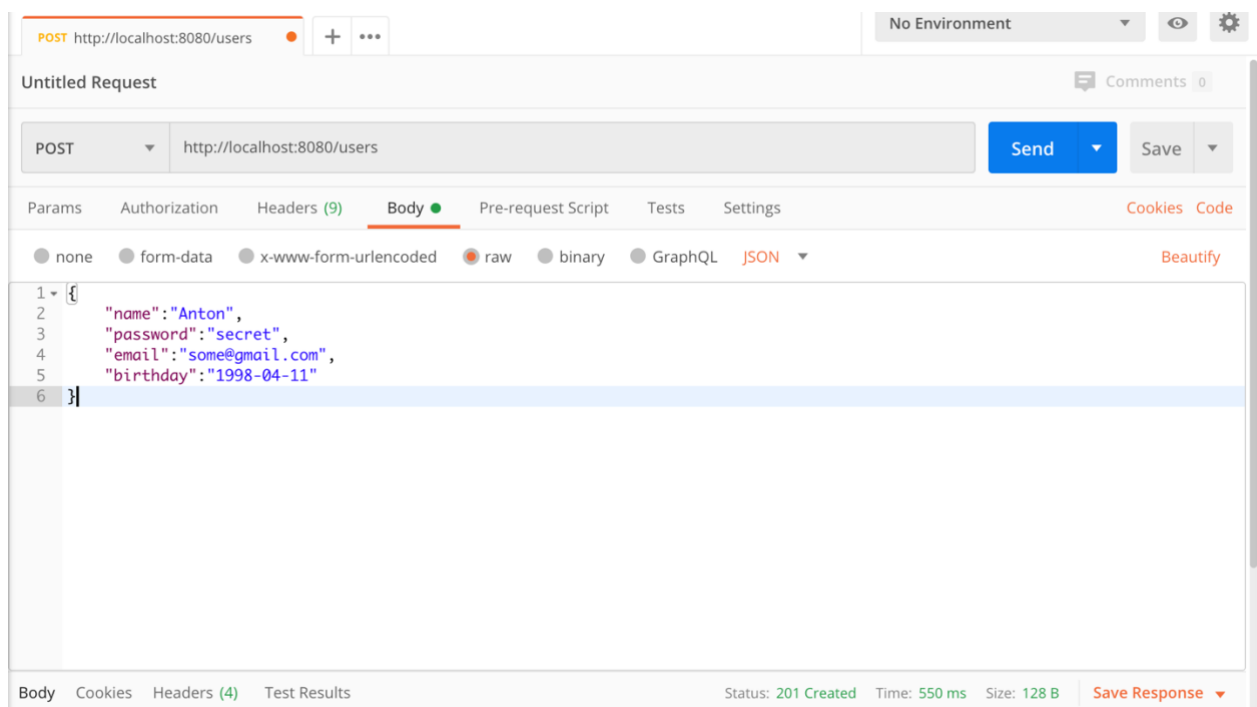 POST http://localhost:8080/users
No Environment
Untitled Request
Comments 0
POST http://localhost:8080/users Send Save
Params Authorization Headers (9) Body Pre-request Script Tests Settings Cookies Code
none form-data x-www-form-urlencoded raw binary GraphQL JSON Beautify
1 {
2 "name":"Anton",
3 "password":"secret",
4 "email":"some@gmail.com",
5 "birthday":"1998-04-11"
6 }
Body Cookies Headers (4) Test Results Status: 201 Created Time: 550 ms Size: 128 B Save Response